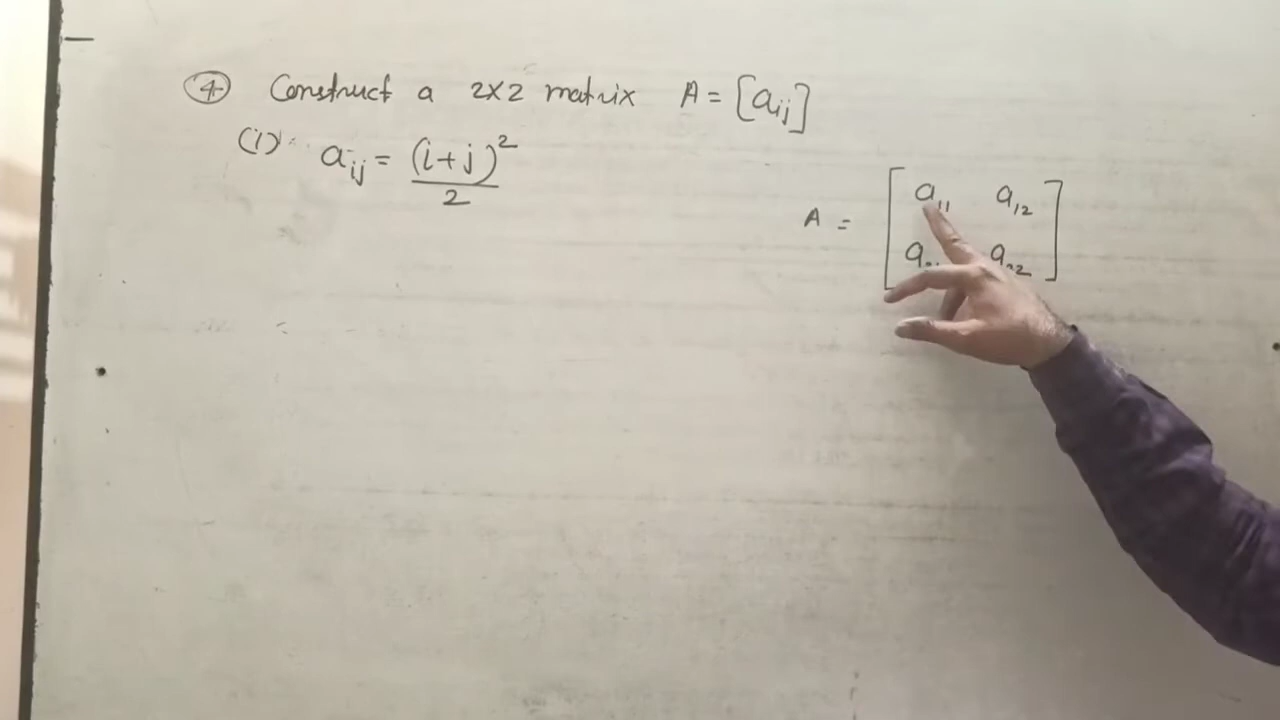 ④ Construct a 2×2 matrix A = [aij]
(i) aij = (i+j)²/2
A = [a11 a12
a22]